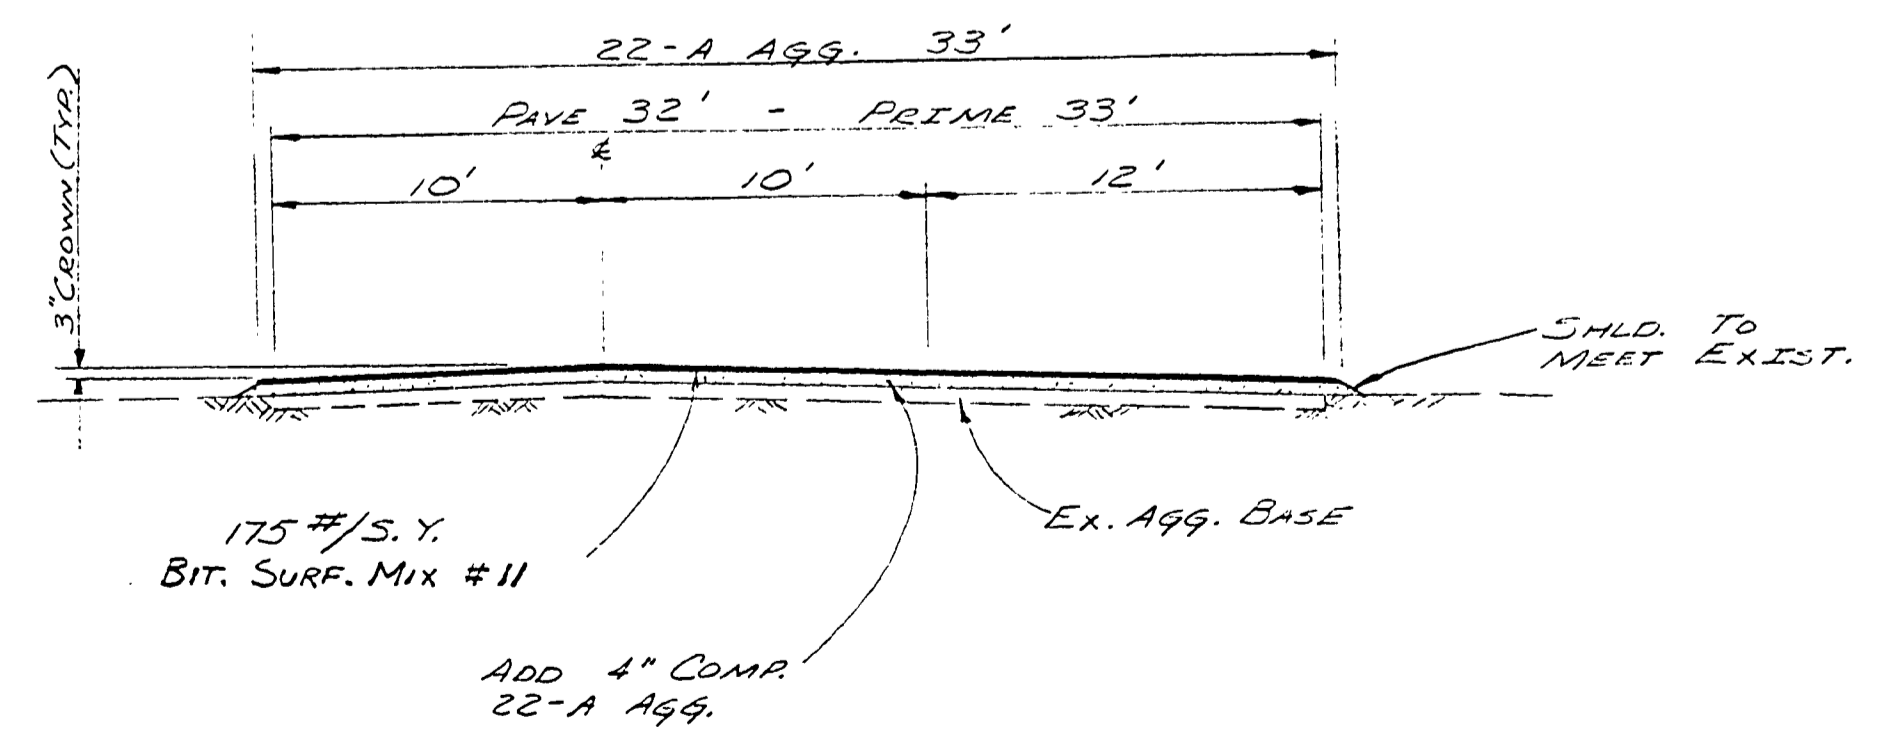 22-A AGG. 33'
PAVE 32' - PRIME 33'
℄
10' 10' 12'
3" CROWN (TYP.)
SHLD. TO
MEET EXIST.
EX. AGG. BASE
175 #/S.Y.
BIT. SURF. MIX #11
ADD 4" COMP.
22-A AGG.